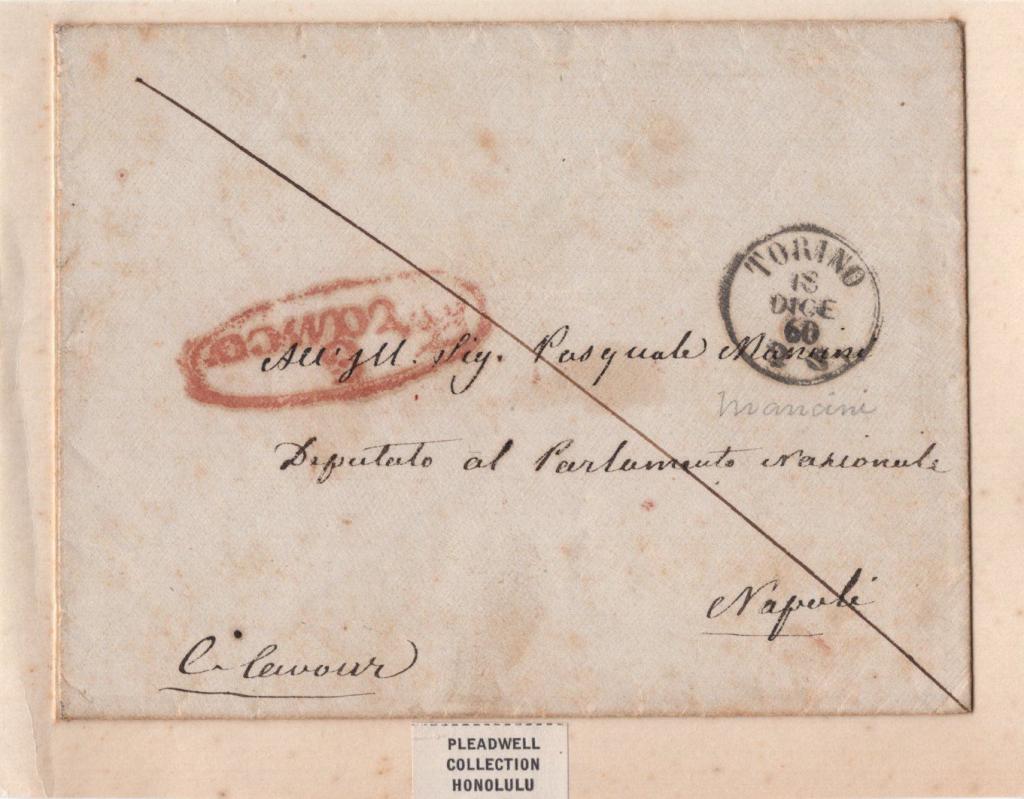 TORINO
18
DICE
60
Franca
All' Ill. Sig. Pasquale Mancini
Mancini
Deputato al Parlamento Nazionale
Napoli
C. Cavour
PLEADWELL
COLLECTION
HONOLULU